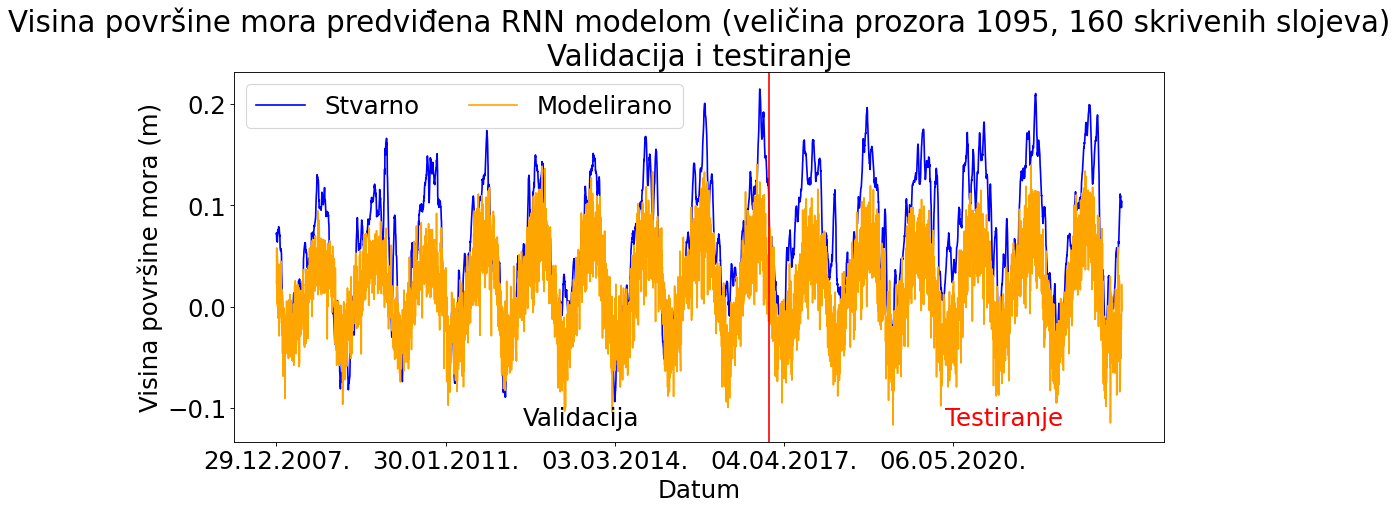 Visina površine mora predviđena RNN modelom (veličina prozora 1095, 160 skrivenih slojeva)
Validacija i testiranje
Stvarno Modelirano
Visina površine mora (m)
0.2
0.1
0.0
−0.1
Validacija Testiranje
29.12.2007. 30.01.2011. 03.03.2014. 04.04.2017. 06.05.2020.
Datum